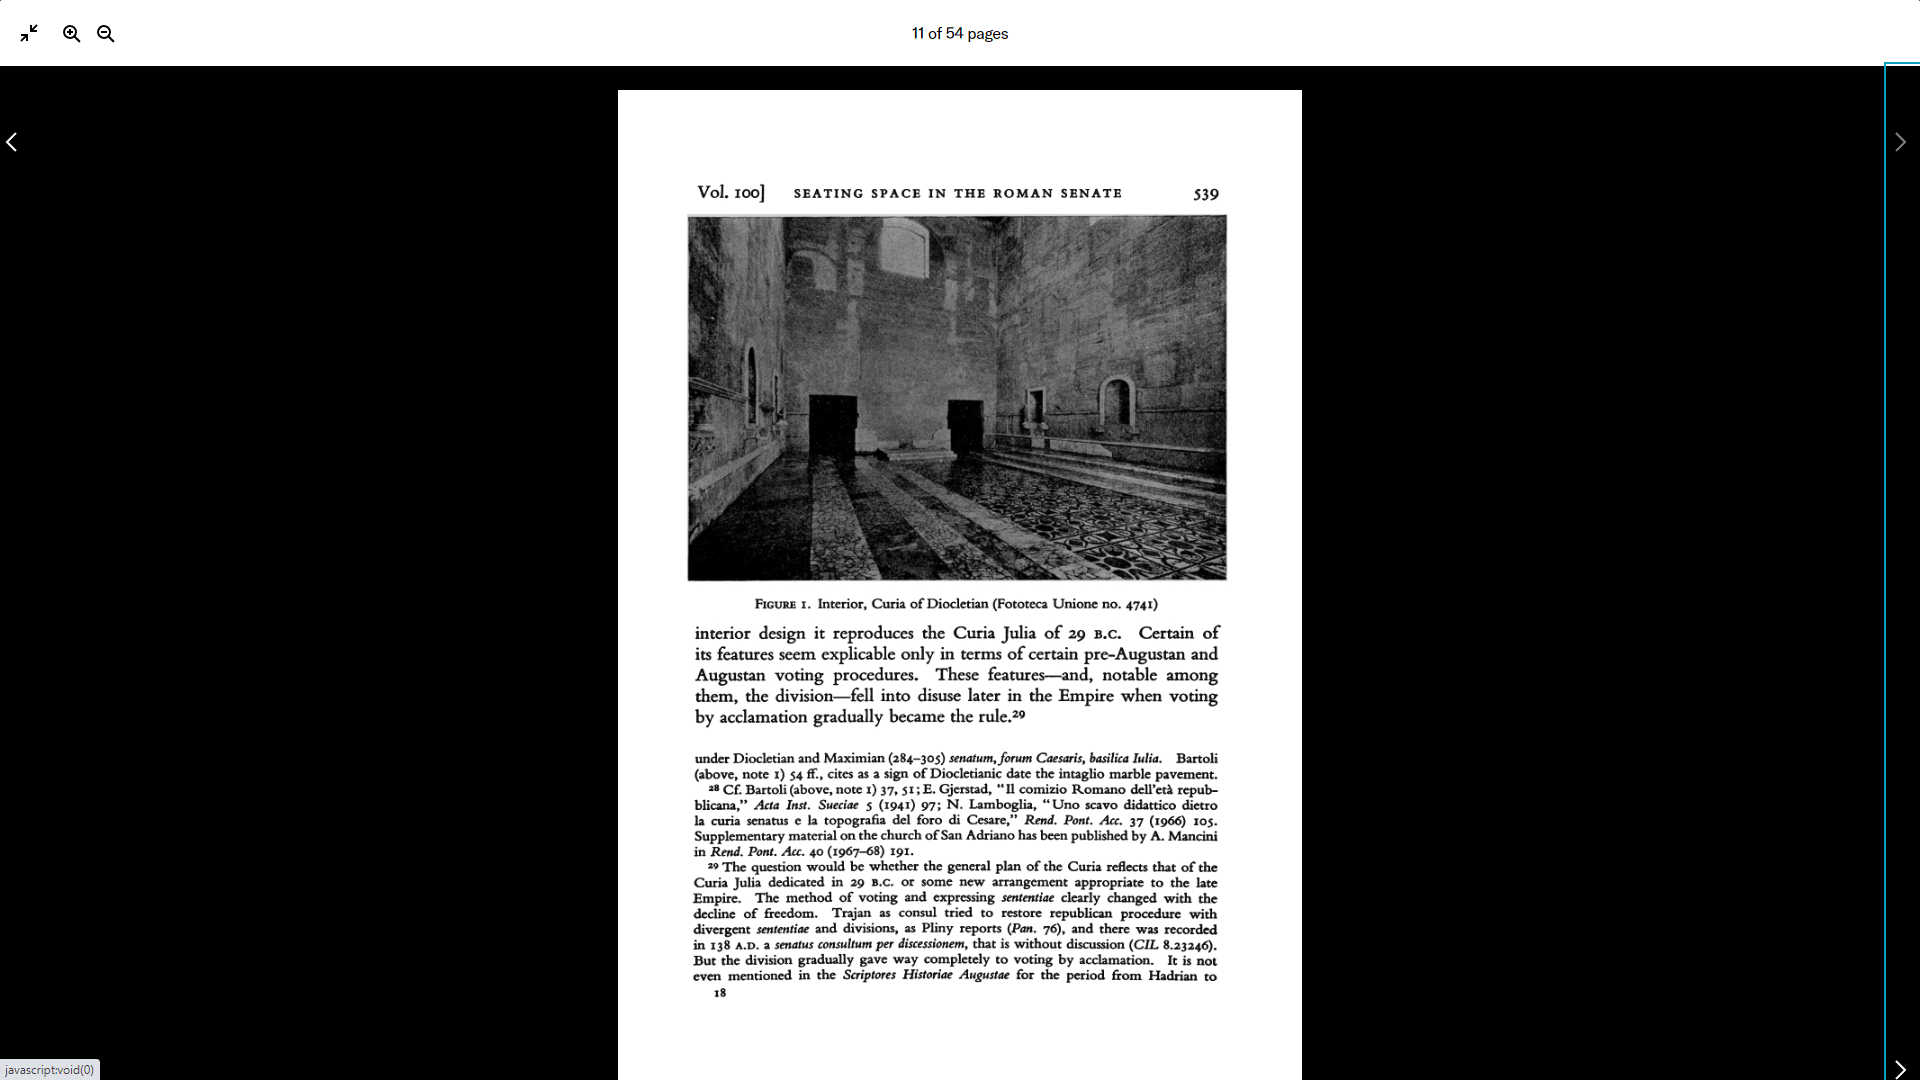 11 of 54 pages
Vol. 100] SEATING SPACE IN THE ROMAN SENATE 539
FIGURE 1. Interior, Curia of Diocletian (Fototeca Unione no. 4741)
interior design it reproduces the Curia Julia of 29 B.C. Certain of
its features seem explicable only in terms of certain pre-Augustan and
Augustan voting procedures. These features—and, notable among
them, the division—fell into disuse later in the Empire when voting
by acclamation gradually became the rule.29
under Diocletian and Maximian (284–305) senatum, forum Caesaris, basilica Iulia. Bartoli
(above, note 1) 54 ff., cites as a sign of Diocletianic date the intaglio marble pavement.
28 Cf. Bartoli (above, note 1) 37, 51; E. Gjerstad, "Il comizio Romano dell'età repub-
blicana," Acta Inst. Sueciae 5 (1941) 97; N. Lamboglia, "Uno scavo didattico dietro
la curia senatus e la topografia del foro di Cesare," Rend. Pont. Acc. 37 (1966) 105.
Supplementary material on the church of San Adriano has been published by A. Mancini
in Rend. Pont. Acc. 40 (1967–68) 191.
29 The question would be whether the general plan of the Curia reflects that of the
Curia Julia dedicated in 29 B.C. or some new arrangement appropriate to the late
Empire. The method of voting and expressing sententiae clearly changed with the
decline of freedom. Trajan as consul tried to restore republican procedure with
divergent sententiae and divisions, as Pliny reports (Pan. 76), and there was recorded
in 138 A.D. a senatus consultum per discessionem, that is without discussion (CIL 8.23246).
But the division gradually gave way completely to voting by acclamation. It is not
even mentioned in the Scriptores Historiae Augustae for the period from Hadrian to
18
javascript:void(0)